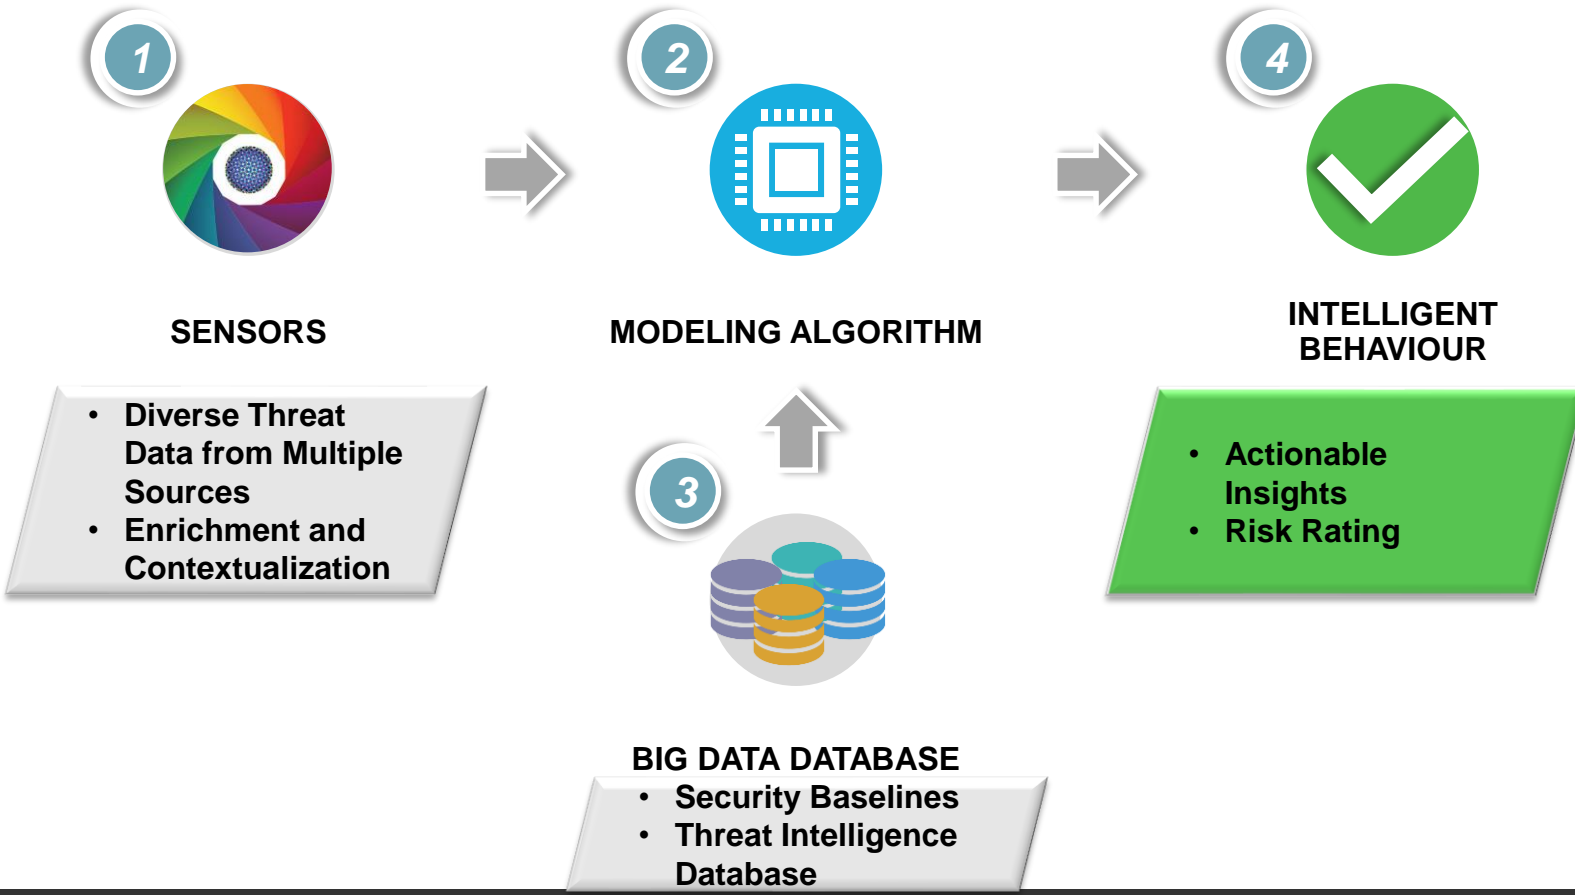 1
SENSORS
• Diverse Threat
Data from Multiple
Sources
• Enrichment and
Contextualization
2
MODELING ALGORITHM
3
BIG DATA DATABASE
• Security Baselines
• Threat Intelligence
Database
4
INTELLIGENT
BEHAVIOUR
• Actionable
Insights
• Risk Rating